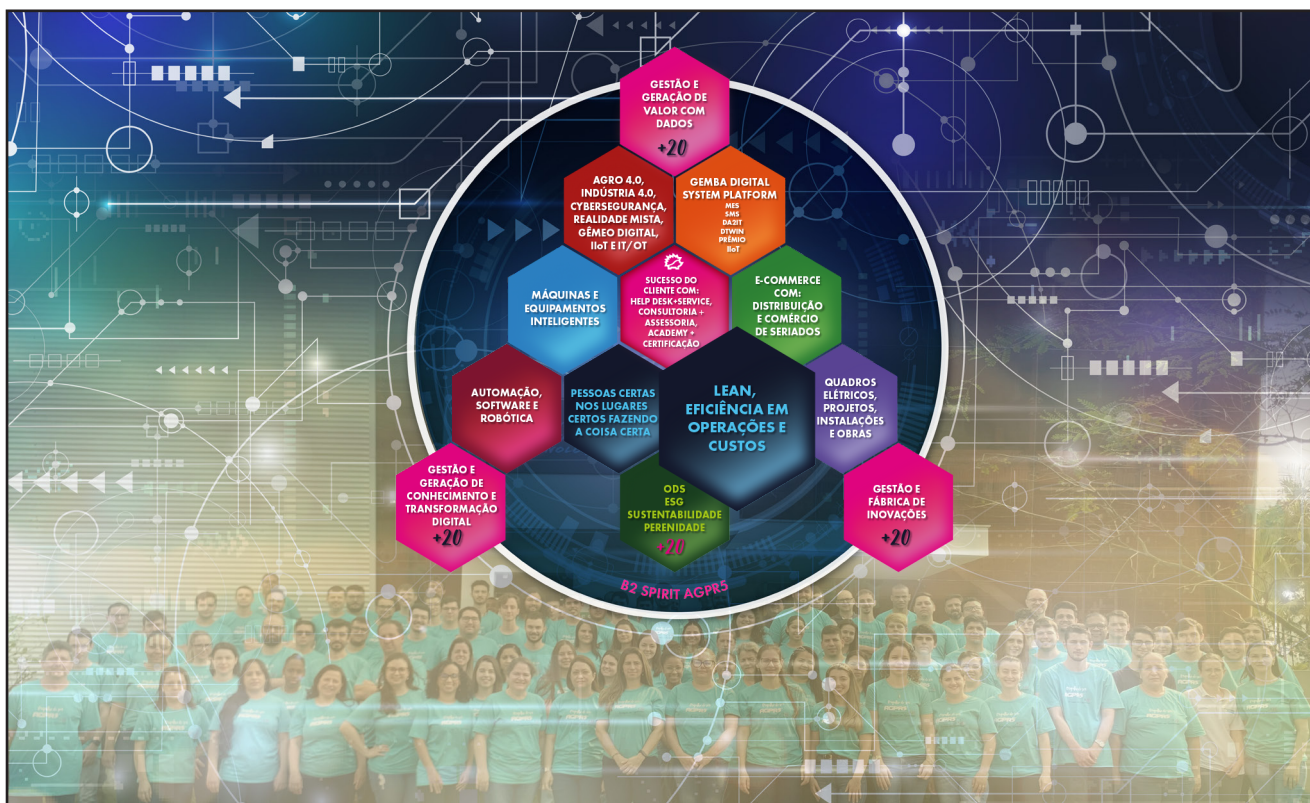 GESTÃO E
GERAÇÃO DE
VALOR COM
DADOS
+20
AGRO 4.0,
INDÚSTRIA 4.0,
CYBERSEGURANÇA,
REALIDADE MISTA,
GÊMEO DIGITAL,
IIoT E IT/OT
GEMBA DIGITAL
SYSTEM PLATFORM
MES
SMS
DA2IT
DTWIN
PRÊMIO
IIoT
MÁQUINAS E
EQUIPAMENTOS
INTELIGENTES
SUCESSO DO
CLIENTE COM:
HELP DESK+SERVICE,
CONSULTORIA +
ASSESSORIA,
ACADEMY +
CERTIFICAÇÃO
E-COMMERCE
COM:
DISTRIBUIÇÃO
E COMÉRCIO
DE SERIADOS
AUTOMAÇÃO,
SOFTWARE E
ROBÓTICA
PESSOAS CERTAS
NOS LUGARES
CERTOS FAZENDO
A COISA CERTA
LEAN,
EFICIÊNCIA EM
OPERAÇÕES E
CUSTOS
QUADROS
ELÉTRICOS,
PROJETOS,
INSTALAÇÕES
E OBRAS
GESTÃO E
GERAÇÃO DE
CONHECIMENTO E
TRANSFORMAÇÃO
DIGITAL
+20
ODS
ESG
SUSTENTABILIDADE
PERENIDADE
+20
GESTÃO E
FÁBRICA DE
INOVAÇÕES
+20
B2 SPIRIT AGPR5